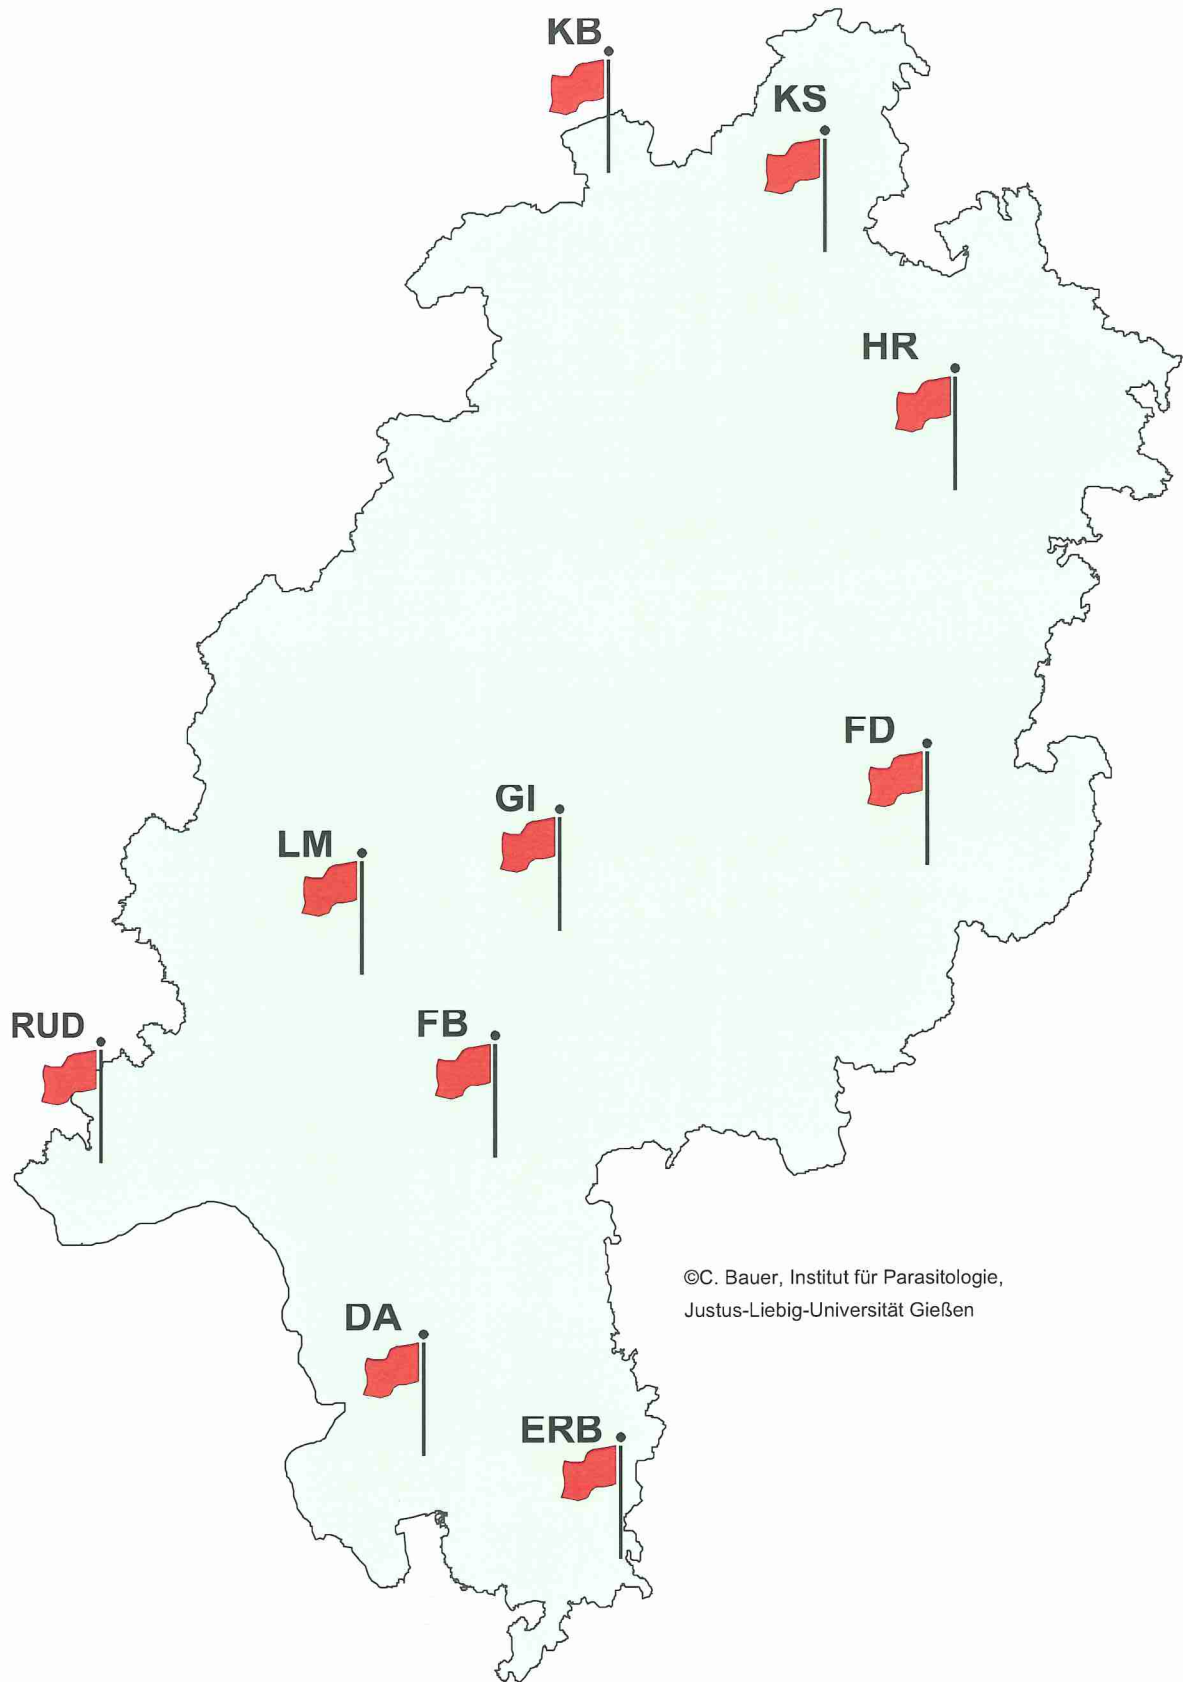 KB
KS
HR
FD
GI
LM
RUD
FB
©C. Bauer, Institut für Parasitologie,
Justus-Liebig-Universität Gießen
DA
ERB